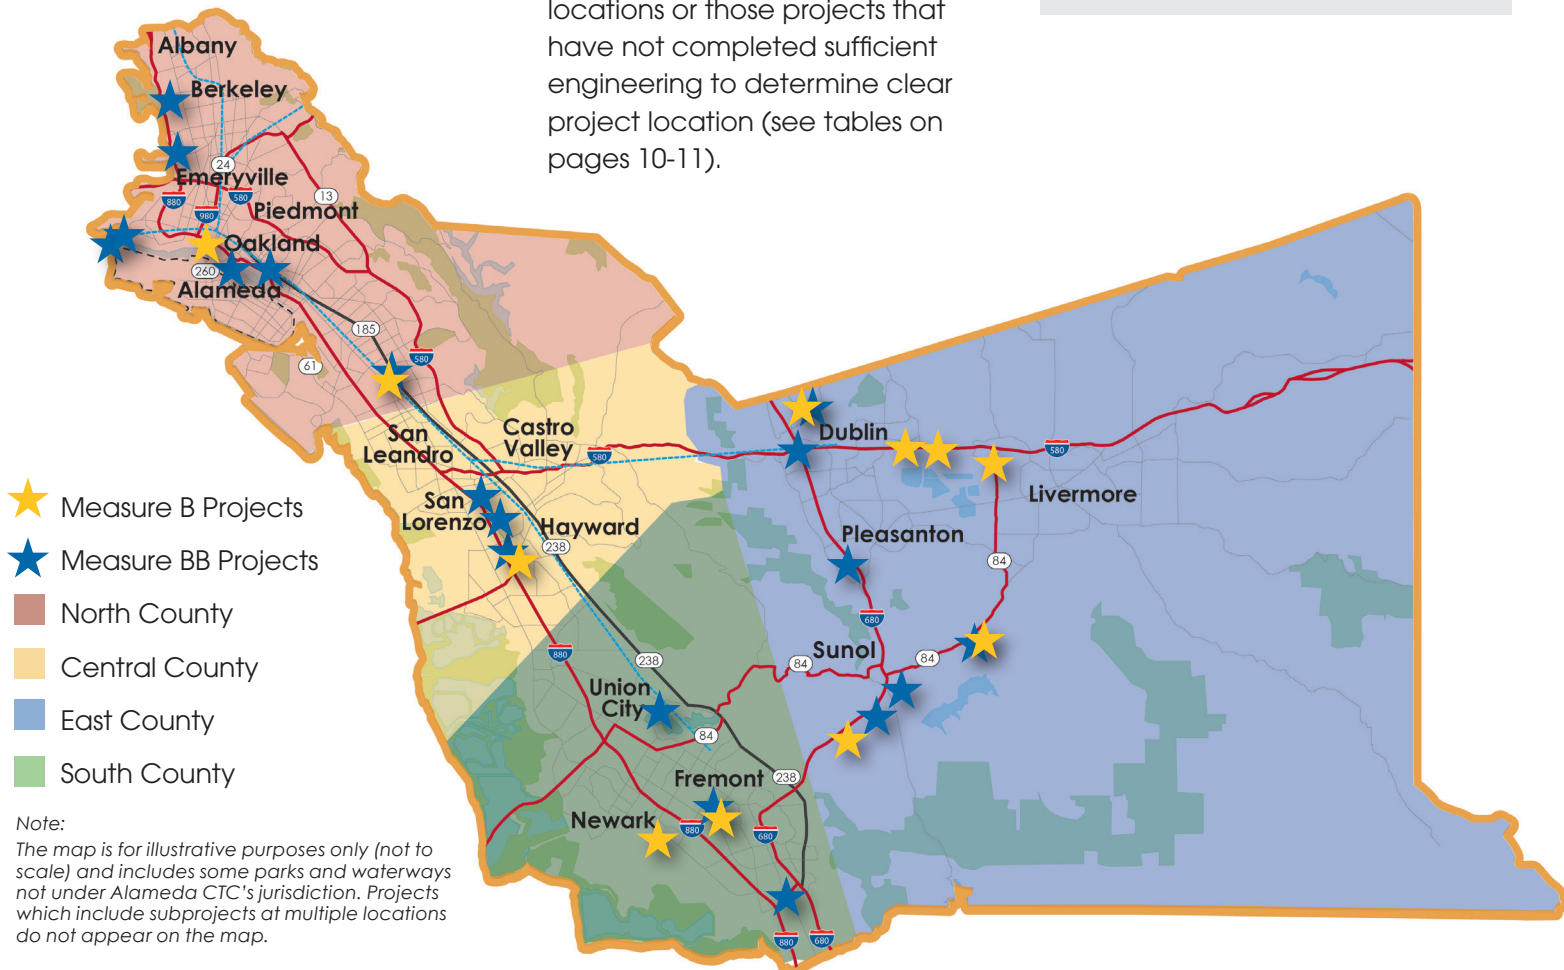 locations or those projects that
have not completed sufficient
engineering to determine clear
project location (see tables on
pages 10-11).
Albany
Berkeley
24
Emeryville
880
580
13
980
Piedmont
Oakland
260
Alameda
185
61
580
San
Leandro
Castro
Valley
580
Dublin
580
Livermore
San
Lorenzo
Hayward
238
Pleasanton
84
680
880
238
84
Sunol
84
Union
City
84
Fremont
238
Newark
880
680
880
680
Measure B Projects
Measure BB Projects
North County
Central County
East County
South County
Note:
The map is for illustrative purposes only (not to
scale) and includes some parks and waterways
not under Alameda CTC’s jurisdiction. Projects
which include subprojects at multiple locations
do not appear on the map.